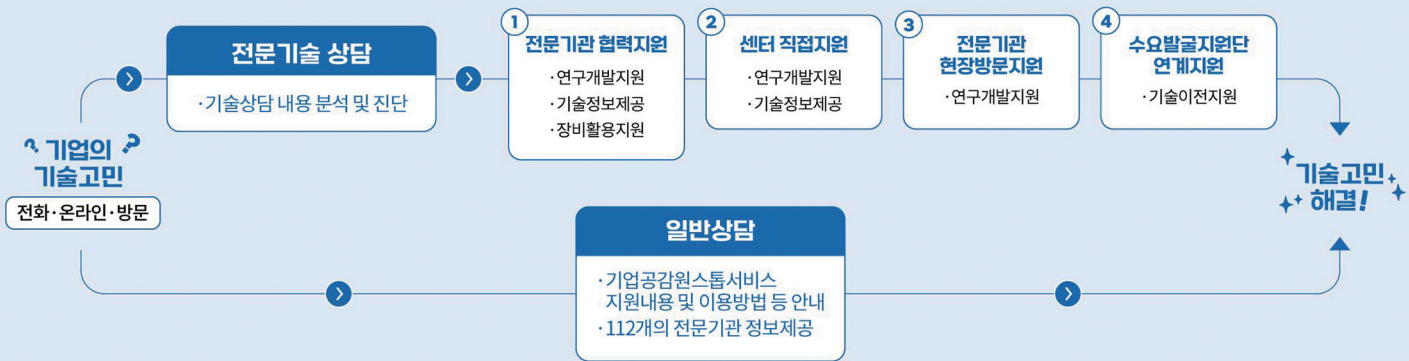 기업의
기술고민
전화·온라인·방문
전문기술 상담
·기술상담 내용 분석 및 진단
1
전문기관 협력지원
·연구개발지원
·기술정보제공
·장비활용지원
2
센터 직접지원
·연구개발지원
·기술정보제공
3
전문기관
현장방문지원
·연구개발지원
4
수요발굴지원단
연계지원
·기술이전지원
일반상담
·기업공감원스톱서비스
지원내용 및 이용방법 등 안내
·112개의 전문기관 정보제공
기술고민
해결!